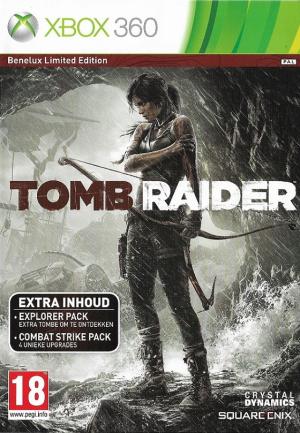 XBOX 360
Benelux Limited Edition
PAL
TOMB RAIDER
EXTRA INHOUD
• EXPLORER PACK
EXTRA TOMBE OM TE ONTDEKKEN
• COMBAT STRIKE PACK
4 UNIEKE UPGRADES
18
www.pegi.info
CRYSTAL
DYNAMICS
SQUARE ENIX